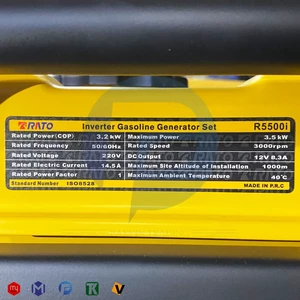 RATO Inverter Gasoline Generator Set R5500i
Rated Power (COP) 3.2 kW Maximum Power 3.5 kW
Rated Frequency 50/60Hz Rated Speed 3000rpm
Rated Voltage 220V DC Output 12V 8.3A
Rated Electric Current 14.5A Maximum Site Altitude of Installation 1000m
Rated Power Factor 1 Maximum Ambient Temperature 40℃
Standard Number ISO8528 MADE IN P.R.C